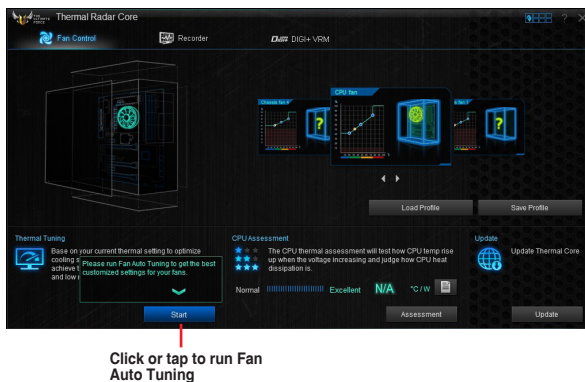 THE ULTIMATE FORCE
Thermal Radar Core
?
Fan Control
Recorder
DIGI+ VRM
Chassis fan 4
CPU fan
?
?
Load Profile
Save Profile
Thermal Tuning
Base on your current thermal setting to optimize
cooling s
achieve t
and low
Please run Fan Auto Tuning to get the best
customized settings for your fans.
Start
CPU Assessment
The CPU thermal assessment will test how CPU temp rise
up when the voltage increasing and judge how CPU heat
dissipation is.
Normal
Excellent
N/A
°C / W
Assessment
Update
Update Thermal Core
Update
Click or tap to run Fan
Auto Tuning